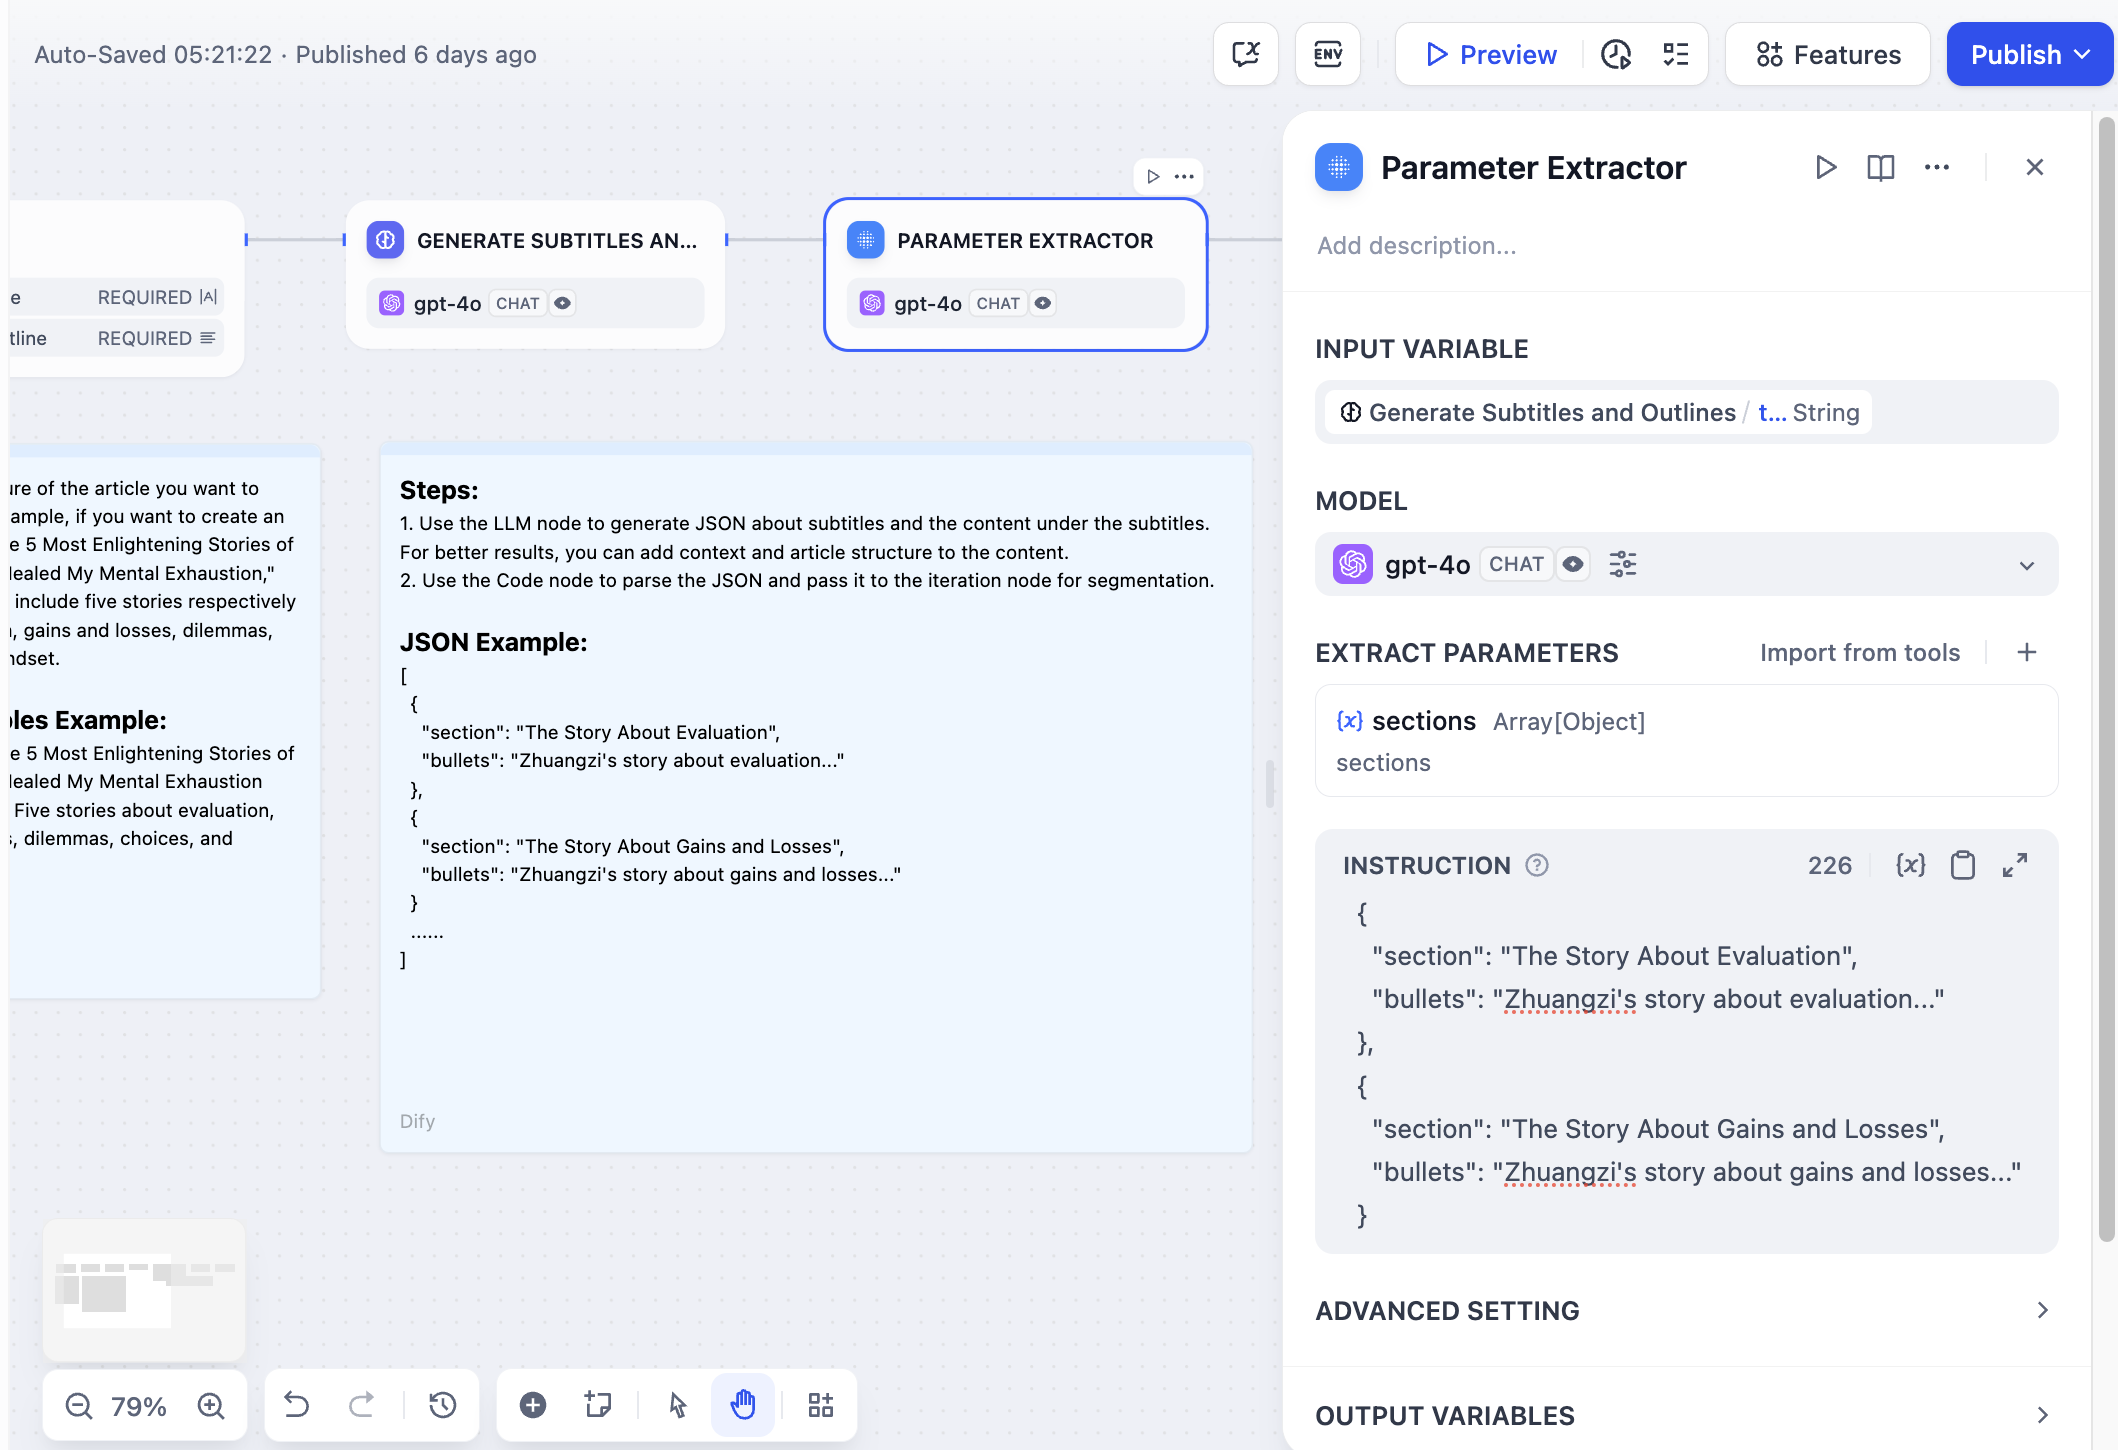 Auto-Saved 05:21:22 · Published 6 days ago
ENV
Preview
Features
Publish
e REQUIRED
tline REQUIRED
GENERATE SUBTITLES AN...
gpt-4o CHAT
PARAMETER EXTRACTOR
gpt-4o CHAT
ure of the article you want to
ample, if you want to create an
e 5 Most Enlightening Stories of
Healed My Mental Exhaustion,"
include five stories respectively
, gains and losses, dilemmas,
ndset.
bles Example:
e 5 Most Enlightening Stories of
Healed My Mental Exhaustion
Five stories about evaluation,
s, dilemmas, choices, and
Steps:
1. Use the LLM node to generate JSON about subtitles and the content under the subtitles.
For better results, you can add context and article structure to the content.
2. Use the Code node to parse the JSON and pass it to the iteration node for segmentation.
JSON Example:
[
{
"section": "The Story About Evaluation",
"bullets": "Zhuangzi's story about evaluation..."
},
{
"section": "The Story About Gains and Losses",
"bullets": "Zhuangzi's story about gains and losses..."
}
......
]
Dify
79%
Parameter Extractor
Add description...
INPUT VARIABLE
Generate Subtitles and Outlines / t... String
MODEL
gpt-4o CHAT
EXTRACT PARAMETERS Import from tools
{x} sections Array[Object]
sections
INSTRUCTION 226 {x}
{
"section": "The Story About Evaluation",
"bullets": "Zhuangzi's story about evaluation..."
},
{
"section": "The Story About Gains and Losses",
"bullets": "Zhuangzi's story about gains and losses..."
}
ADVANCED SETTING
OUTPUT VARIABLES